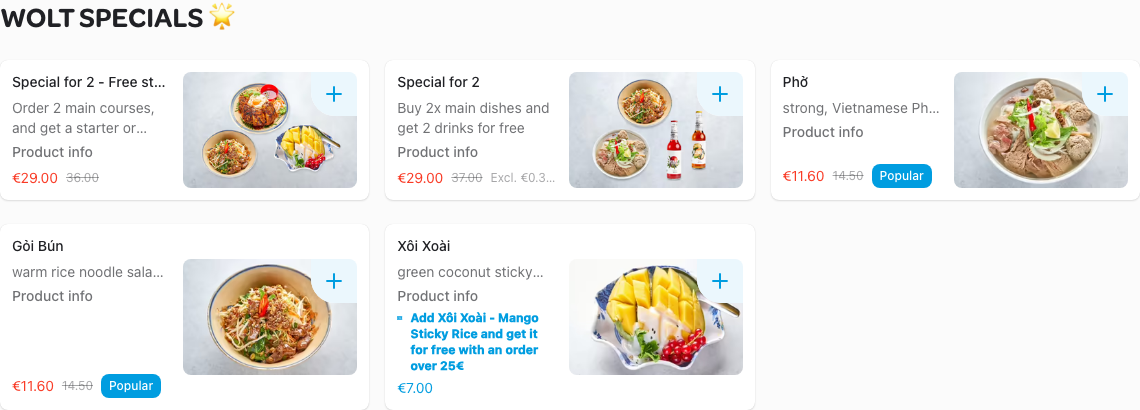 WOLT SPECIALS 🌟
Special for 2 - Free st...
Order 2 main courses,
and get a starter or...
Product info
€29.00 36.00
Special for 2
Buy 2x main dishes and
get 2 drinks for free
Product info
€29.00 37.00 Excl. €0.3...
Phở
strong, Vietnamese Ph...
Product info
€11.60 14.50 Popular
Gỏi Bún
warm rice noodle sala...
Product info
€11.60 14.50 Popular
Xôi Xoài
green coconut sticky...
Product info
Add Xôi Xoài - Mango
Sticky Rice and get it
for free with an order
over 25€
€7.00